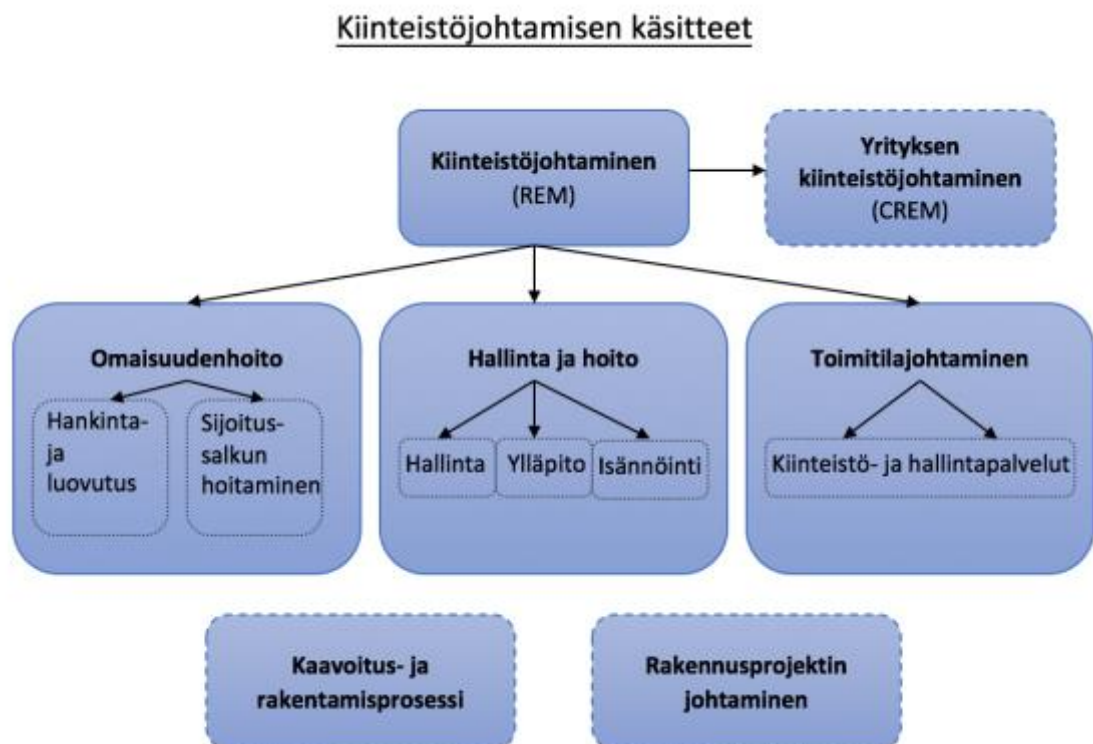 Kiinteistöjohtamisen käsitteet
Kiinteistöjohtaminen
(REM)
Yrityksen
kiinteistöjohtaminen
(CREM)
Omaisuudenhoito
Hankinta-
ja
luovutus
Sijoitus-
salkun
hoitaminen
Hallinta ja hoito
Hallinta
Ylläpito
Isännöinti
Toimitilajohtaminen
Kiinteistö- ja hallintapalvelut
Kaavoitus- ja
rakentamisprosessi
Rakennusprojektin
johtaminen